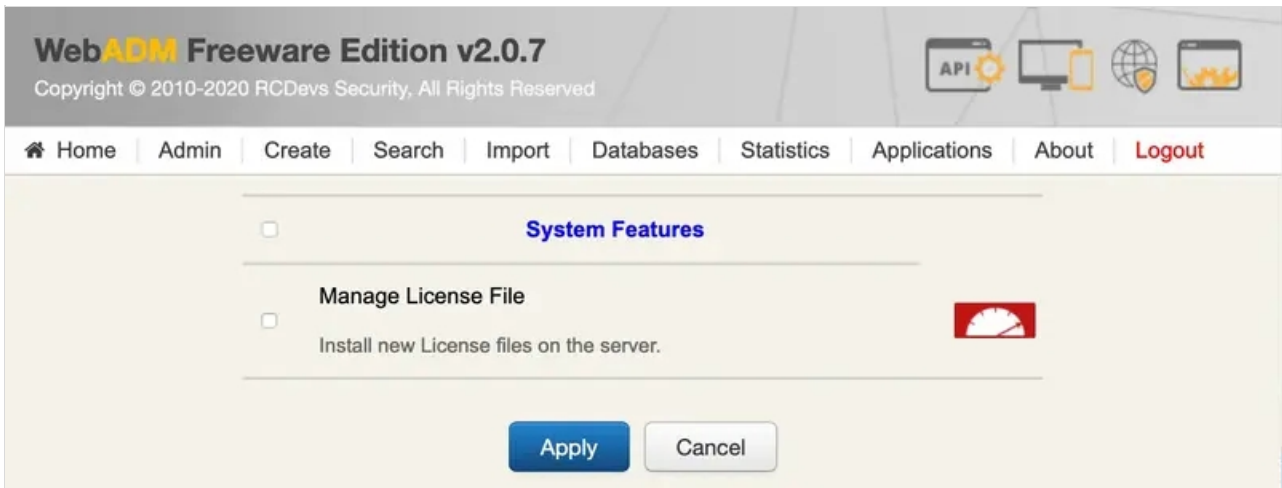 WebADM Freeware Edition v2.0.7
Copyright © 2010-2020 RCDevs Security, All Rights Reserved
API
Home Admin Create Search Import Databases Statistics Applications About Logout
System Features
Manage License File
Install new License files on the server.
Apply Cancel